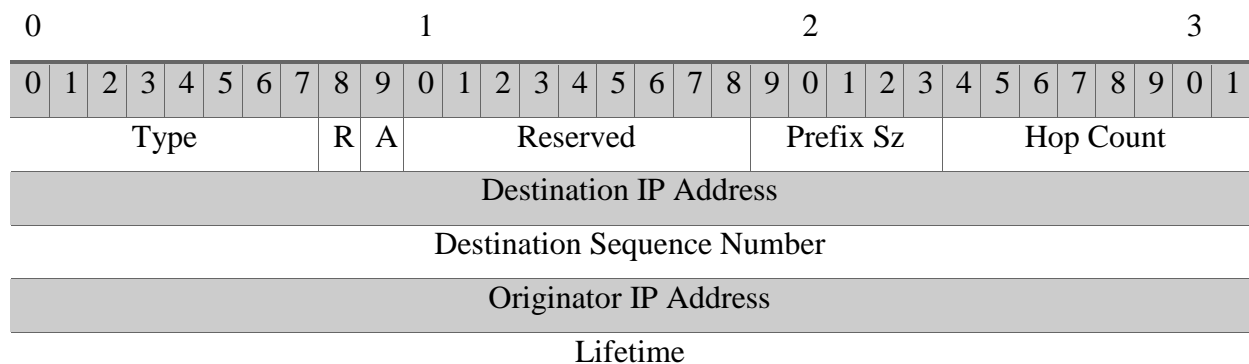 0 1 2 3
0 1 2 3 4 5 6 7 8 9 0 1 2 3 4 5 6 7 8 9 0 1 2 3 4 5 6 7 8 9 0 1
Type R A Reserved Prefix Sz Hop Count
Destination IP Address
Destination Sequence Number
Originator IP Address
Lifetime